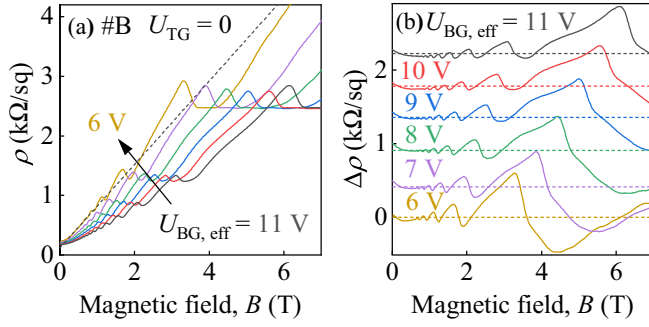 (a) #B U_TG = 0
6 V
U_BG, eff = 11 V
ρ (kΩ/sq)
0
1
2
3
4
0 2 4 6
Magnetic field, B (T)
(b) U_BG, eff = 11 V
10 V
9 V
8 V
7 V
6 V
Δρ (kΩ/sq)
2
1
0
0 2 4 6
Magnetic field, B (T)